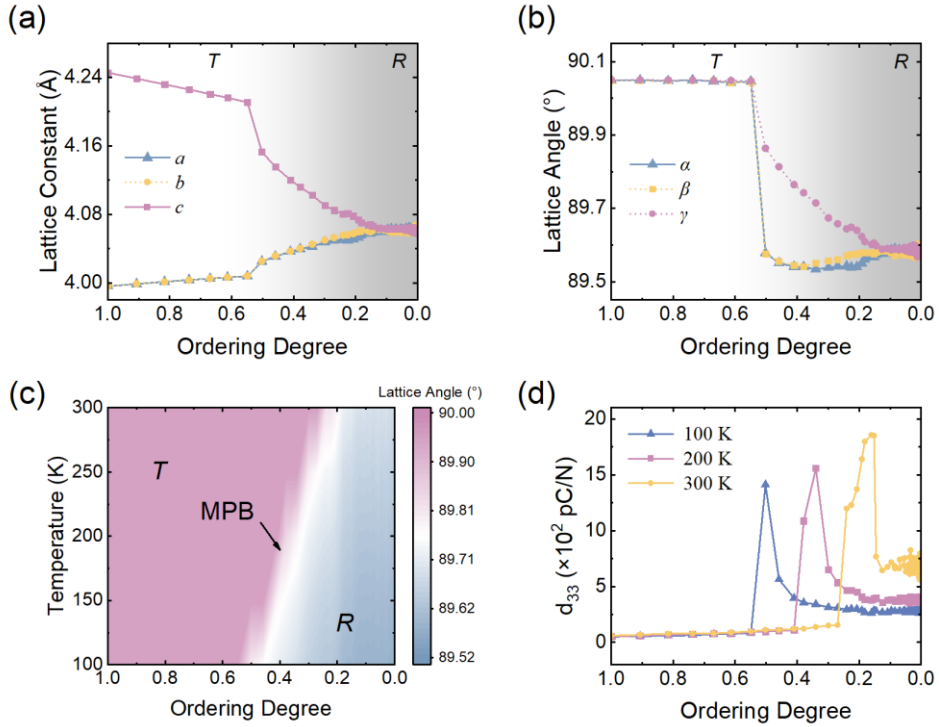 (a)
T
R
4.24
4.16
4.08
4.00
Lattice Constant (Å)
a
b
c
1.0 0.8 0.6 0.4 0.2 0.0
Ordering Degree
(b)
T
R
90.1
89.9
89.7
89.5
Lattice Angle (°)
α
β
γ
1.0 0.8 0.6 0.4 0.2 0.0
Ordering Degree
(c)
300
250
200
150
100
Temperature (K)
T
MPB
R
1.0 0.8 0.6 0.4 0.2 0.0
Ordering Degree
Lattice Angle (°)
90.00
89.90
89.81
89.71
89.62
89.52
(d)
20
15
10
5
0
d₃₃ (×10² pC/N)
100 K
200 K
300 K
1.0 0.8 0.6 0.4 0.2 0.0
Ordering Degree